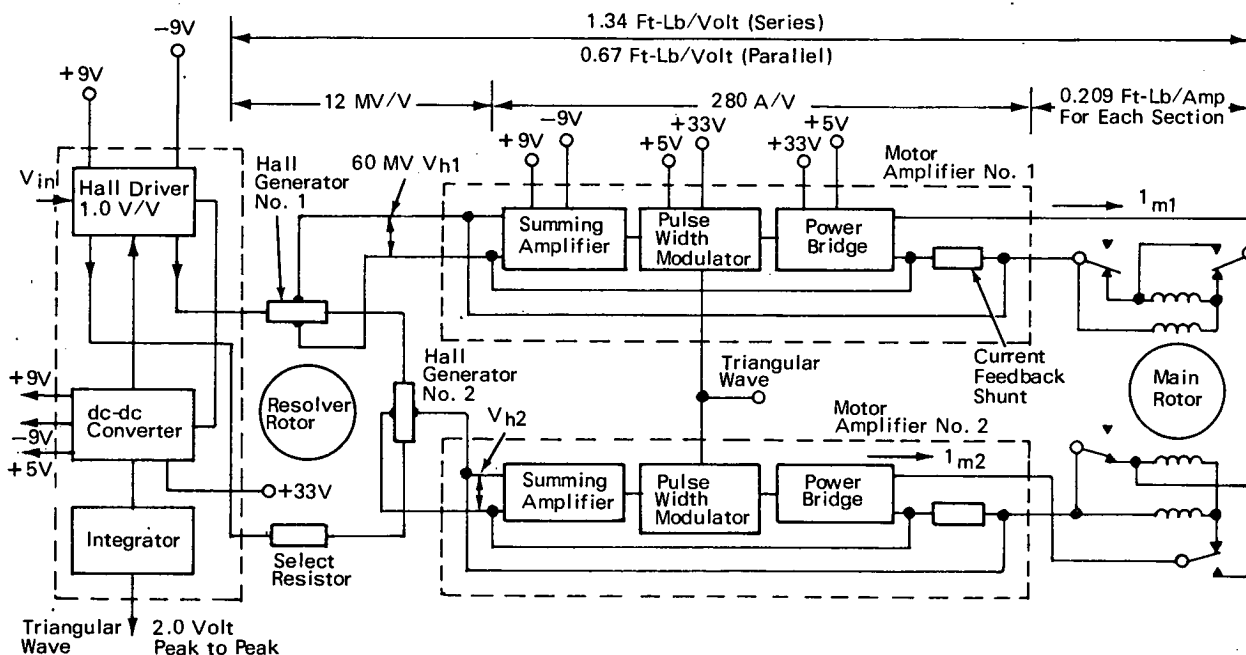 1.34 Ft-Lb/Volt (Series)
0.67 Ft-Lb/Volt (Parallel)
12 MV/V
280 A/V
0.209 Ft-Lb/Amp
For Each Section
-9V
+9V
Vin
Hall Driver
1.0 V/V
Hall
Generator
No. 1
60 MV Vh1
+9V
-9V
+5V
+33V
+33V
+5V
Motor
Amplifier No. 1
Summing
Amplifier
Pulse
Width
Modulator
Power
Bridge
1m1
Current
Feedback
Shunt
Hall
Generator
No. 2
Triangular
Wave
Resolver
Rotor
Main
Rotor
+9V
-9V
+5V
dc-dc
Converter
+33V
Integrator
Select
Resistor
Vh2
Motor
Amplifier No. 2
1m2
Summing
Amplifier
Pulse
Width
Modulator
Power
Bridge
Triangular
Wave
2.0 Volt
Peak to Peak